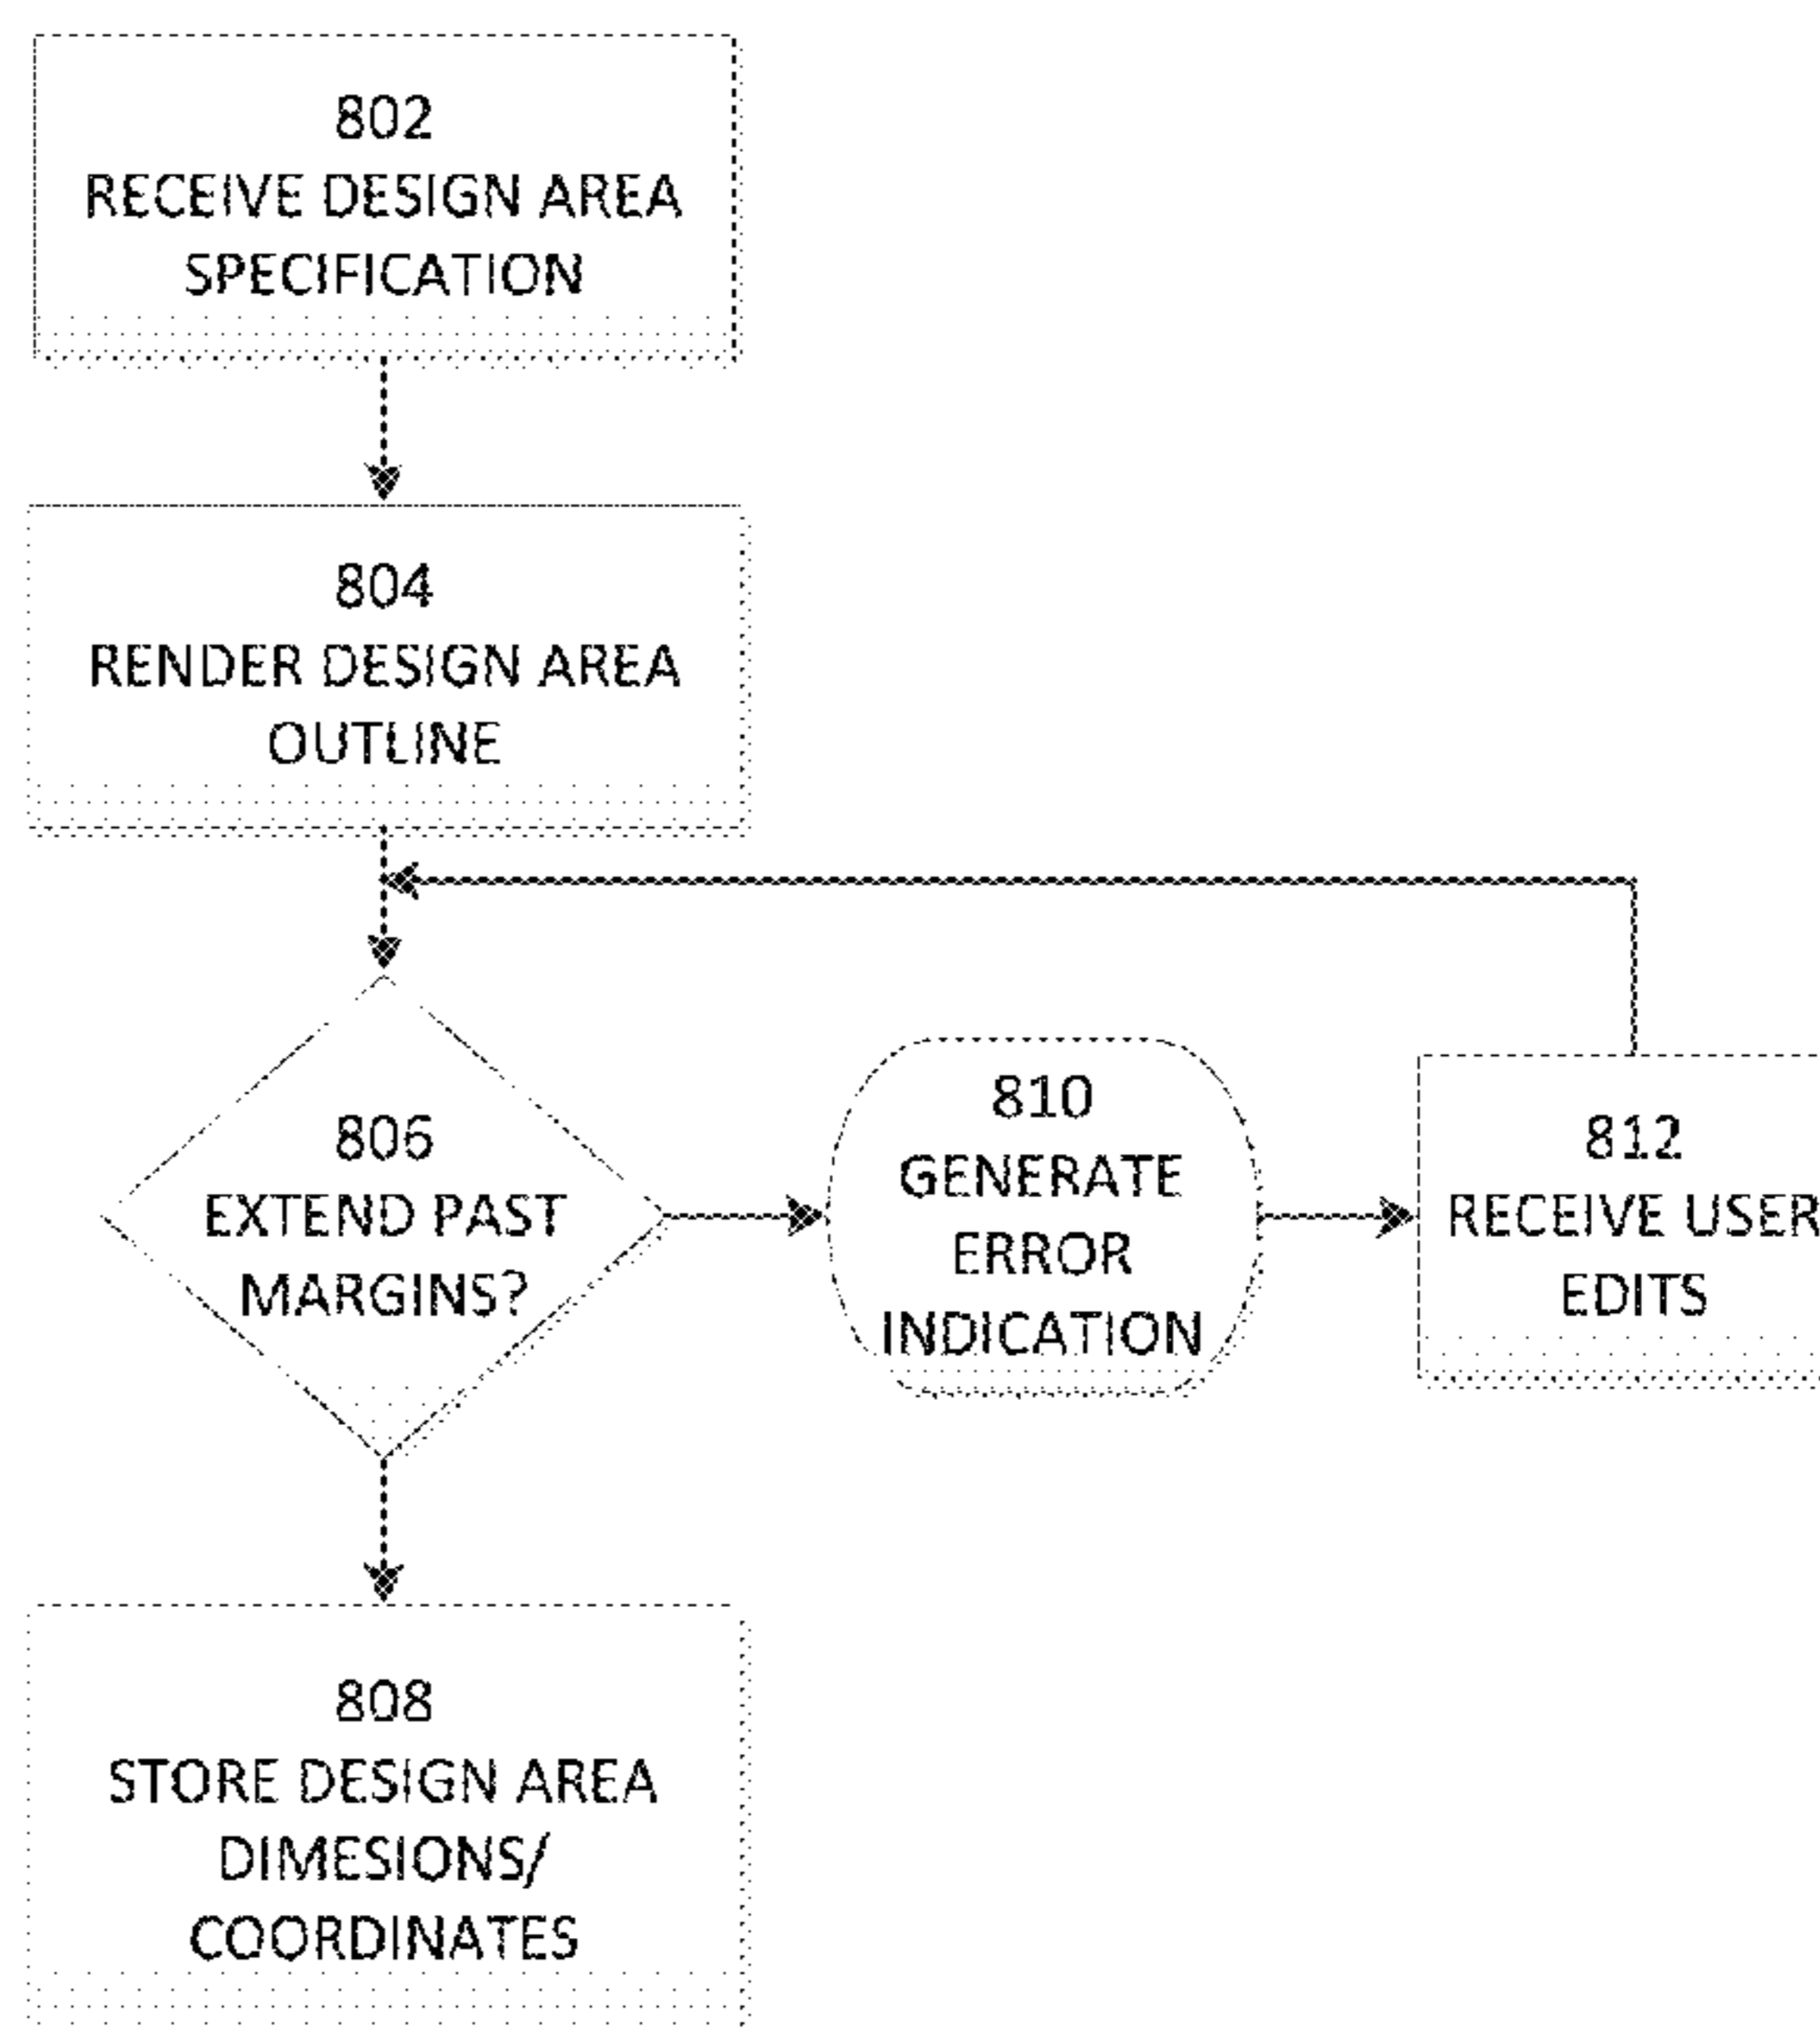 802
RECEIVE DESIGN AREA
SPECIFICATION
804
RENDER DESIGN AREA
OUTLINE
806
EXTEND PAST
MARGINS?
810
GENERATE
ERROR
INDICATION
812
RECEIVE USER
EDITS
808
STORE DESIGN AREA
DIMESIONS/
COORDINATES